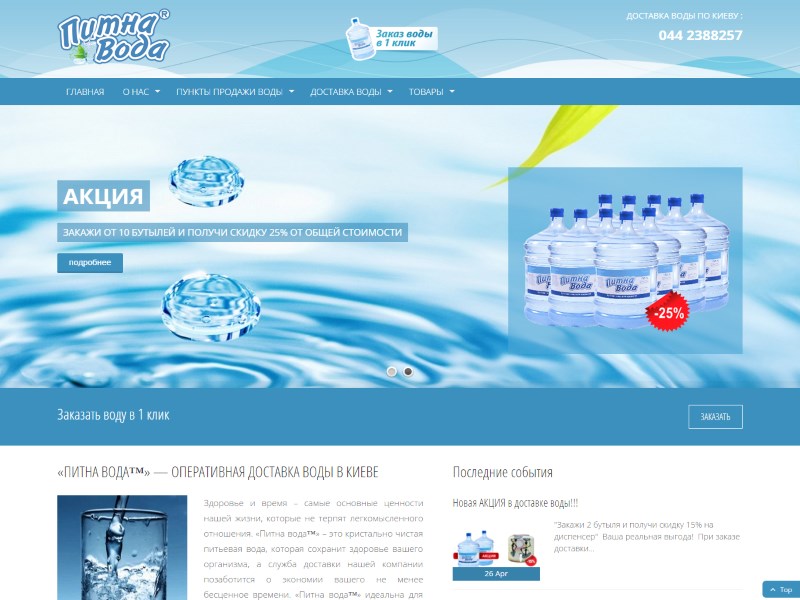 Питна®
Вода
Заказ воды
в 1 клик
ДОСТАВКА ВОДЫ ПО КИЕВУ :
044 2388257
ГЛАВНАЯ О НАС ПУНКТЫ ПРОДАЖИ ВОДЫ ДОСТАВКА ВОДЫ ТОВАРЫ
АКЦИЯ
ЗАКАЖИ ОТ 10 БУТЫЛЕЙ И ПОЛУЧИ СКИДКУ 25% ОТ ОБЩЕЙ СТОИМОСТИ
подробнее
Питна
Вода
-25%
Заказать воду в 1 клик
ЗАКАЗАТЬ
«ПИТНА ВОДА™» — ОПЕРАТИВНАЯ ДОСТАВКА ВОДЫ В КИЕВЕ
Здоровье и время – самые основные ценности
нашей жизни, которые не терпят легкомысленного
отношения. «Питна вода™» – это кристально чистая
питьевая вода, которая сохранит здоровье вашего
организма, а служба доставки нашей компании
позаботится о экономии вашего не менее
бесценное времени. «Питна вода™» идеальна для
Последние события
Новая АКЦИЯ в доставке воды!!!
"Закажи 2 бутыля и получи скидку 15% на
диспенсер" Ваша реальная выгода! При заказе
доставки...
26 Apr
Top